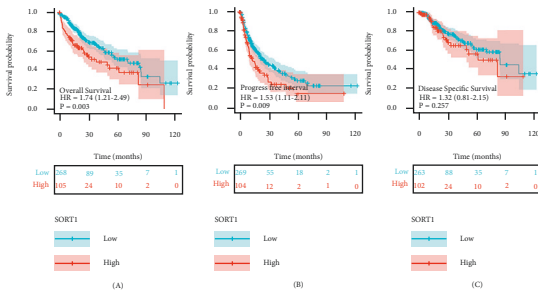 Survival probability
1.0
0.8
0.6
0.4
0.2
0.0
Overall Survival
HR = 1.74 (1.21-2.49)
P = 0.003
0 30 60 90 120
Time (months)
Low 268 89 35 7 1
High 105 24 10 2 0
SORT1
Low
High
(A)
Survival probability
1.0
0.8
0.6
0.4
0.2
0.0
Progress free interval
HR = 1.53 (1.11-2.11)
P = 0.009
0 30 60 90 120
Time (months)
269 55 18 2 1
104 12 2 1 0
SORT1
Low
High
(B)
Survival probability
1.0
0.8
0.6
0.4
0.2
0.0
Disease Specific Survival
HR = 1.32 (0.81-2.15)
P = 0.257
0 30 60 90 120
Time (months)
263 88 35 7 1
102 24 10 2 0
SORT1
Low
High
(C)